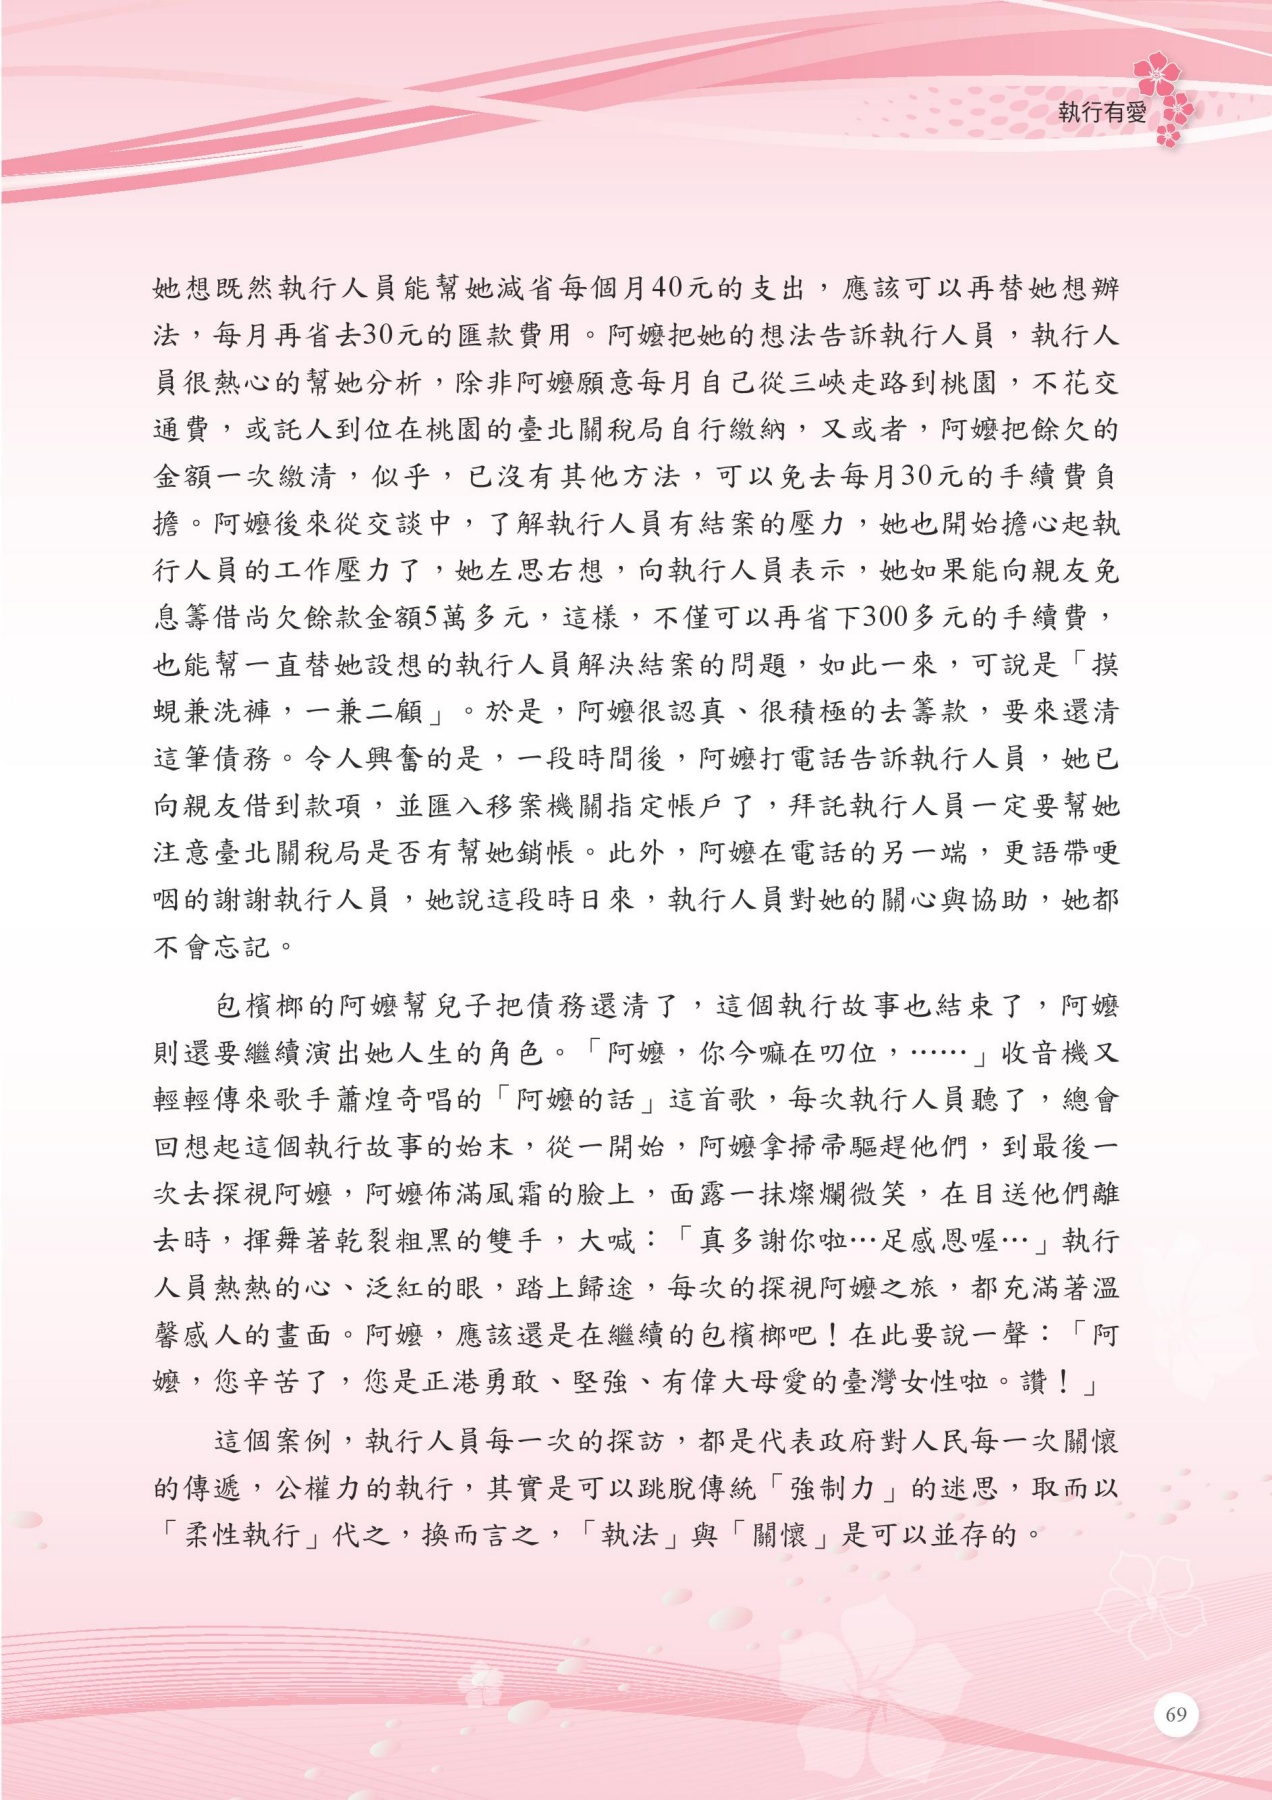 執行有愛
她想既然執行人員能幫她減省每個月40元的支出，應該可以再替她想辦
法，每月再省去30元的匯款費用。阿嬤把她的想法告訴執行人員，執行人
員很熱心的幫她分析，除非阿嬤願意每月自己從三峽走路到桃園，不花交
通費，或託人到位在桃園的臺北關稅局自行繳納，又或者，阿嬤把餘欠的
金額一次繳清，似乎，已沒有其他方法，可以免去每月30元的手續費負
擔。阿嬤後來從交談中，了解執行人員有結案的壓力，她也開始擔心起執
行人員的工作壓力了，她左思右想，向執行人員表示，她如果能向親友免
息籌借尚欠餘款金額5萬多元，這樣，不僅可以再省下300多元的手續費，
也能幫一直替她設想的執行人員解決結案的問題，如此一來，可說是「摸
蜆兼洗褲，一兼二顧」。於是，阿嬤很認真、很積極的去籌款，要來還清
這筆債務。令人興奮的是，一段時間後，阿嬤打電話告訴執行人員，她已
向親友借到款項，並匯入移案機關指定帳戶了，拜託執行人員一定要幫她
注意臺北關稅局是否有幫她銷帳。此外，阿嬤在電話的另一端，更語帶哽
咽的謝謝執行人員，她說這段時日來，執行人員對她的關心與協助，她都
不會忘記。
包檳榔的阿嬤幫兒子把債務還清了，這個執行故事也結束了，阿嬤
則還要繼續演出她人生的角色。「阿嬤，你今嘛在叨位，……」收音機又
輕輕傳來歌手蕭煌奇唱的「阿嬤的話」這首歌，每次執行人員聽了，總會
回想起這個執行故事的始末，從一開始，阿嬤拿掃帚驅趕他們，到最後一
次去探視阿嬤，阿嬤佈滿風霜的臉上，面露一抹燦爛微笑，在目送他們離
去時，揮舞著乾裂粗黑的雙手，大喊：「真多謝你啦…足感恩喔…」執行
人員熱熱的心、泛紅的眼，踏上歸途，每次的探視阿嬤之旅，都充滿著溫
馨感人的畫面。阿嬤，應該還是在繼續的包檳榔吧！在此要說一聲：「阿
嬤，您辛苦了，您是正港勇敢、堅強、有偉大母愛的臺灣女性啦。讚！」
這個案例，執行人員每一次的探訪，都是代表政府對人民每一次關懷
的傳遞，公權力的執行，其實是可以跳脫傳統「強制力」的迷思，取而以
「柔性執行」代之，換而言之，「執法」與「關懷」是可以並存的。
69